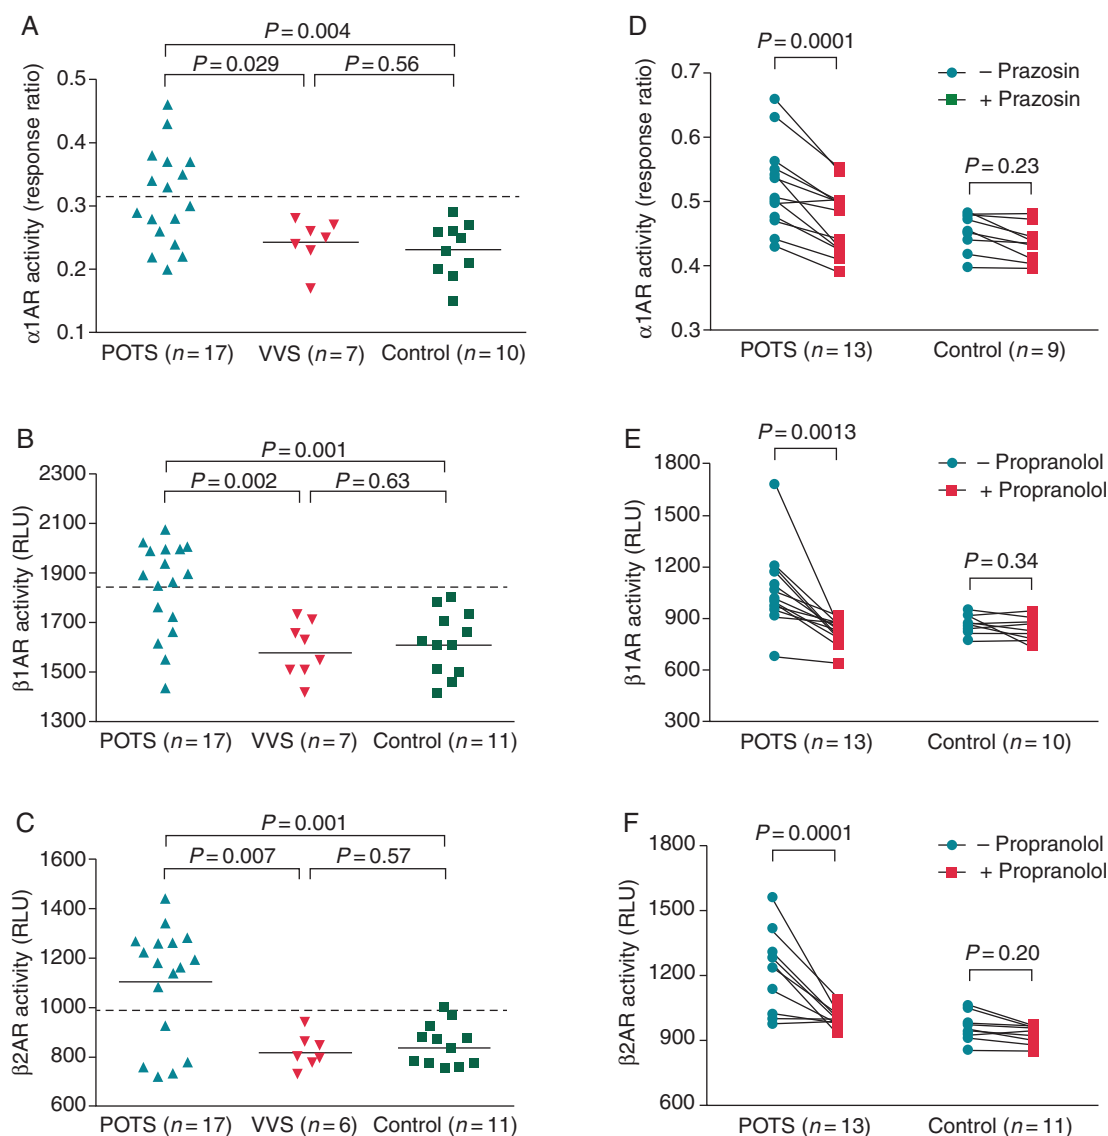 A
P = 0.004
P = 0.029
P = 0.56
α1AR activity (response ratio)
0.5
0.4
0.3
0.2
0.1
POTS (n = 17)
VVS (n = 7)
Control (n = 10)
D
P = 0.0001
– Prazosin
+ Prazosin
P = 0.23
α1AR activity (response ratio)
0.7
0.6
0.5
0.4
0.3
POTS (n = 13)
Control (n = 9)
B
P = 0.001
P = 0.002
P = 0.63
β1AR activity (RLU)
2300
2100
1900
1700
1500
1300
POTS (n = 17)
VVS (n = 7)
Control (n = 11)
E
P = 0.0013
– Propranolol
+ Propranolol
P = 0.34
β1AR activity (RLU)
1800
1500
1200
900
600
300
POTS (n = 13)
Control (n = 10)
C
P = 0.001
P = 0.007
P = 0.57
β2AR activity (RLU)
1600
1400
1200
1000
800
600
POTS (n = 17)
VVS (n = 6)
Control (n = 11)
F
P = 0.0001
– Propranolol
+ Propranolol
P = 0.20
β2AR activity (RLU)
1800
1500
1200
900
600
POTS (n = 13)
Control (n = 11)